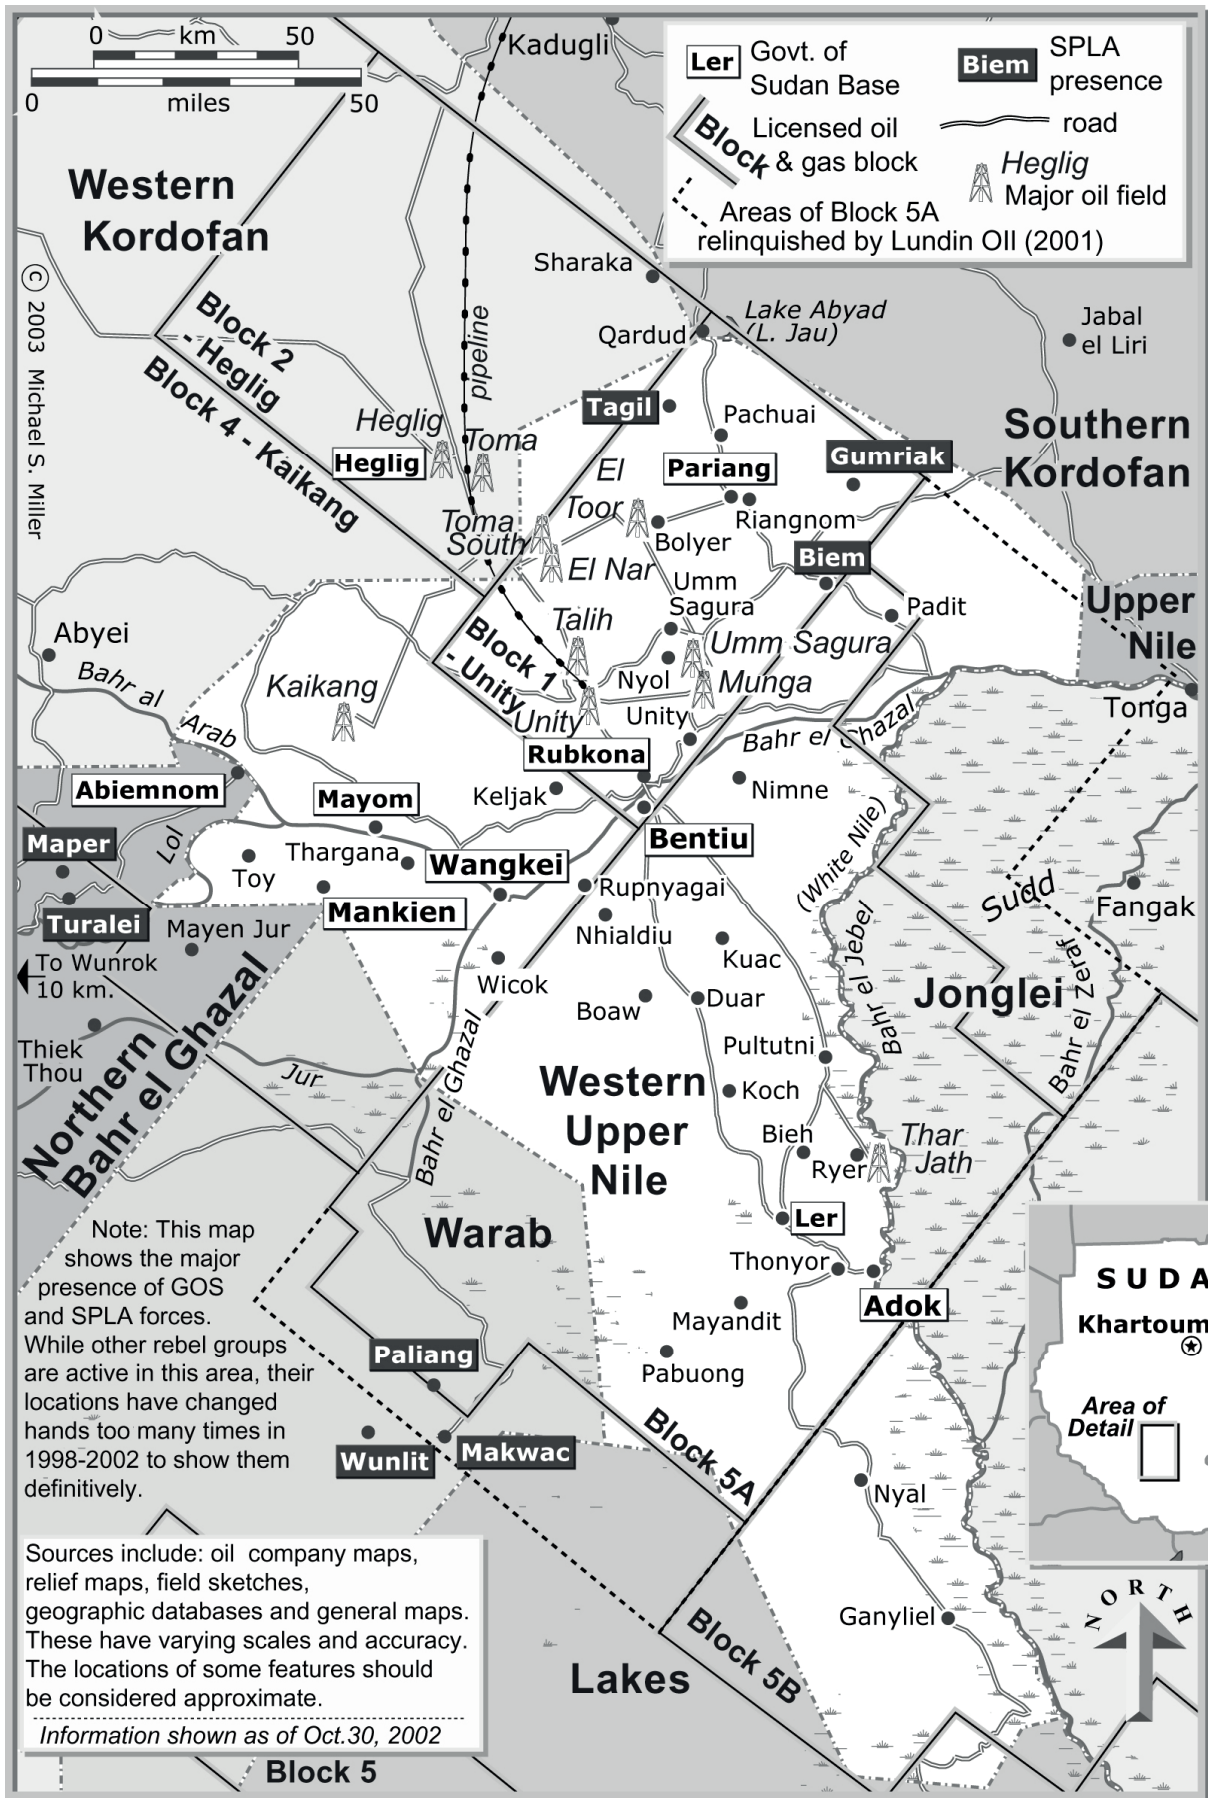 0 km 50
0 miles 50
Kadugli
Ler
Govt. of
Sudan Base
Biem
SPLA
presence
Block
Licensed oil
& gas block
road
Heglig
Major oil field
Areas of Block 5A
relinquished by Lundin OIl (2001)
Western
Kordofan
© 2003 Michael S. Miller
Sharaka
Qardud
Lake Abyad
(L. Jau)
Jabal
el Liri
Block 2
- Heglig
Block 4 - Kaikang
pipeline
Southern
Kordofan
Tagil
Pachuai
Gumriak
Heglig
Toma
Heglig
El
Toor
Pariang
Riangnom
Toma
South
Bolyer
Biem
El Nar
Umm
Sagura
Padit
Upper
Nile
Abyei
Talih
Umm Sagura
Block 1
- Unity
Nyol
Munga
Kaikang
Bahr al
Arab
Unity
Unity
Tonga
Bahr el Ghazal
Rubkona
Abiemnom
Mayom
Keljak
Nimne
Maper
Lol
Thargana
Wangkei
Bentiu
(White Nile)
Toy
Rupnyagai
Sudd
Fangak
Turalei
Mankien
Mayen Jur
Nhialdiu
To Wunrok
10 km.
Wicok
Kuac
Boaw
Duar
Jonglei
Bahr el Jebel
Bahr el Zeraf
Thiek
Thou
Northern
Bahr el Ghazal
Jur
Bahr el Ghazal
Pultutni
Western
Upper
Nile
Koch
Bieh
Ryer
Thar
Jath
Warab
Ler
Thonyor
Adok
Mayandit
Pabuong
Note: This map
shows the major
presence of GOS
and SPLA forces.
While other rebel groups
are active in this area, their
locations have changed
hands too many times in
1998-2002 to show them
definitively.
Paliang
Wunlit
Makwac
Block 5A
SUDA
Khartoum
Area of
Detail
Nyal
Ganyliel
Block 5B
Lakes
NORTH
Sources include: oil company maps,
relief maps, field sketches,
geographic databases and general maps.
These have varying scales and accuracy.
The locations of some features should
be considered approximate.
Information shown as of Oct.30, 2002
Block 5